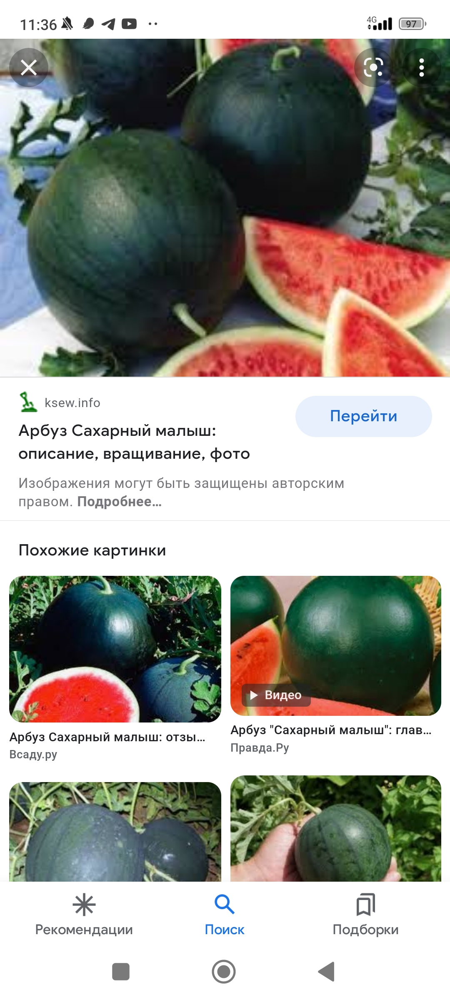 11:36
4G
97
ksew.info
Перейти
Арбуз Сахарный малыш:
описание, вращивание, фото
Изображения могут быть защищены авторским
правом. Подробнее...
Похожие картинки
Видео
Арбуз Сахарный малыш: отзы...
Всаду.ру
Арбуз "Сахарный малыш": глав...
Правда.Ру
Рекомендации
Поиск
Подборки